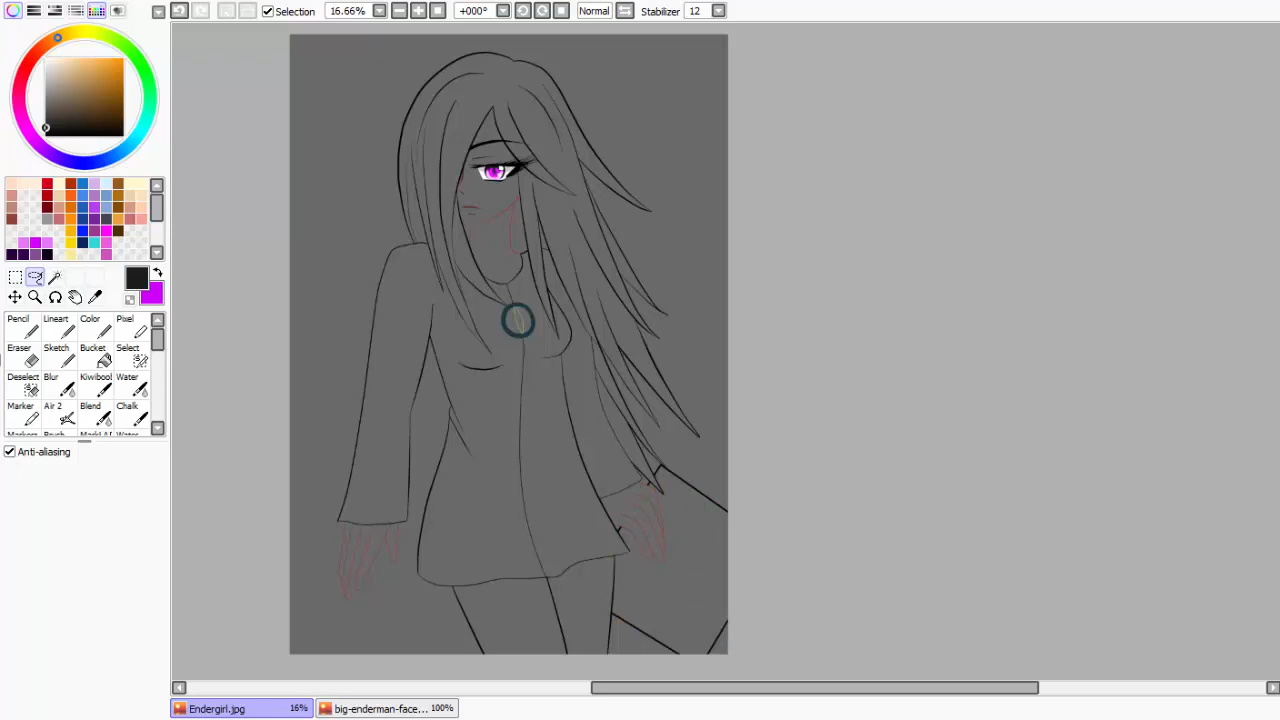 Selection 16.66% +000° Normal Stabilizer 12
Pencil Lineart Color Pixel
Eraser Sketch Bucket Select
Deselect Blur Kiwibool Water
Marker Air 2 Blend Chalk
Anti-aliasing
Endergirl.jpg 16% big-enderman-face... 100%